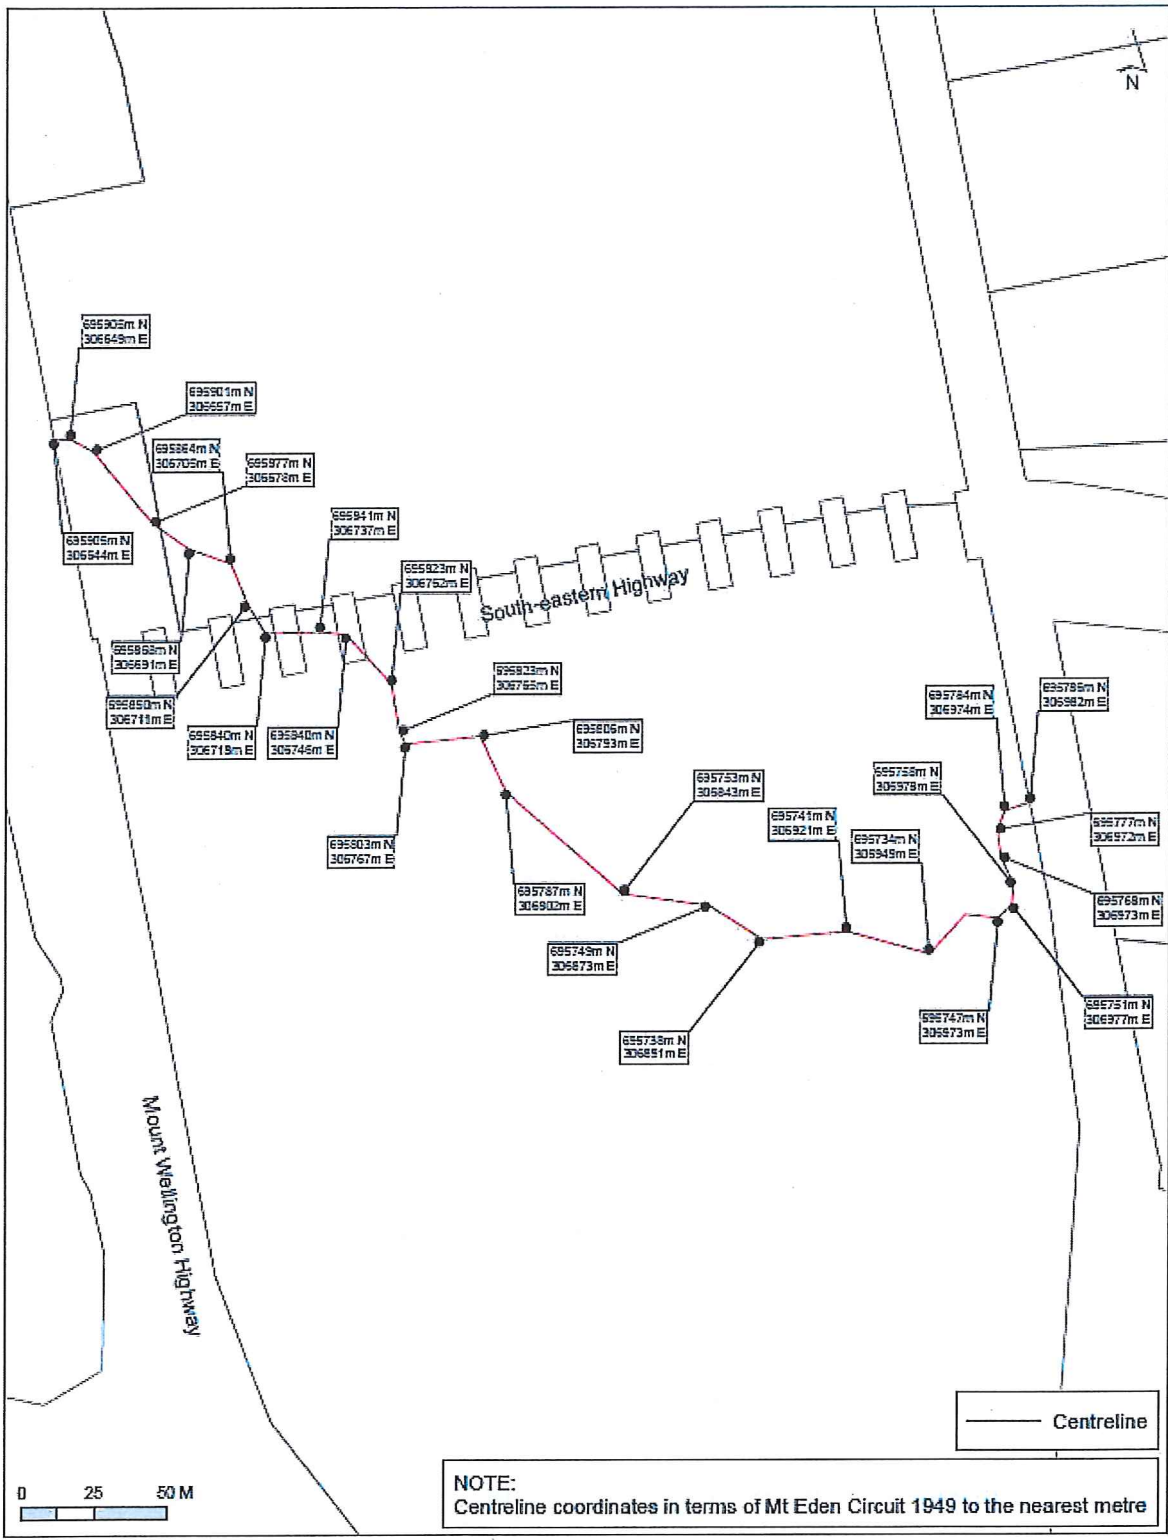 N
695905m N
306649m E
695901m N
306657m E
695864m N
306705m E
695977m N
306678m E
695905m N
306644m E
695941m N
306737m E
695923m N
306752m E
South-eastern Highway
695868m N
306691m E
695850m N
306711m E
695840m N
306719m E
695840m N
306746m E
695823m N
306765m E
695806m N
306793m E
695784m N
306974m E
695786m N
306982m E
695753m N
306843m E
695756m N
306978m E
695741m N
306921m E
695734m N
306949m E
695777m N
306972m E
695803m N
306767m E
695787m N
306802m E
695768m N
306973m E
695749m N
306873m E
695751m N
306977m E
695747m N
306973m E
695738m N
306891m E
Mount Wellington Highway
Centreline
0 25 50 M
NOTE:
Centreline coordinates in terms of Mt Eden Circuit 1949 to the nearest metre